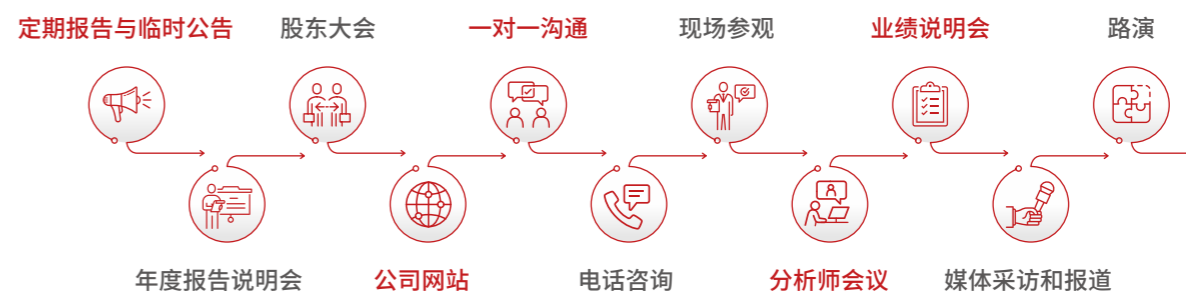 定期报告与临时公告
股东大会
一对一沟通
现场参观
业绩说明会
路演
年度报告说明会
公司网站
电话咨询
分析师会议
媒体采访和报道